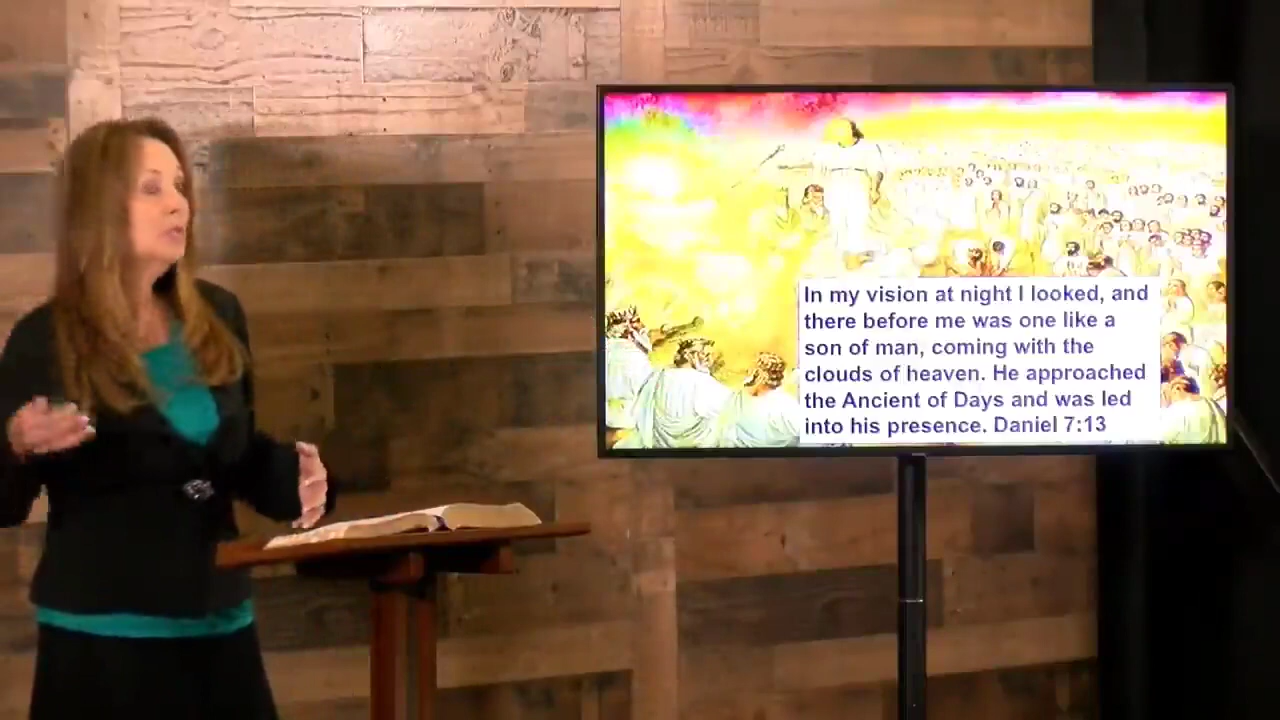 In my vision at night I looked, and
there before me was one like a
son of man, coming with the
clouds of heaven. He approached
the Ancient of Days and was led
into his presence. Daniel 7:13